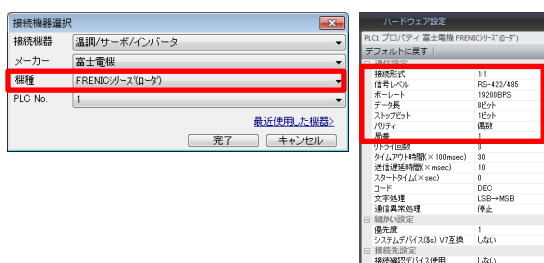 接続機器選択
接続機器 温調/サーボ/インバータ
メーカー 富士電機
機種 FRENICシリーズ(ローダ)
PLC No. 1
最近使用した機器>
完了 キャンセル
ハードウェア設定
PLC1 プロパティ 富士電機 FRENICシリーズ(ローダ)
デフォルトに戻す
通信設定
接続形式 1:1
信号レベル RS-422/485
ボーレート 19200BPS
データ長 8ビット
ストップビット 1ビット
パリティ 偶数
局番 1
リトライ回数 3
タイムアウト時間(×100msec) 30
送信遅延時間(×msec) 10
スタートタイム(×sec) 0
コード DEC
文字処理 LSB→MSB
通信異常処理 停止
細かい設定
優先度 1
システムデバイス($s) V7互換 しない
接続先設定
接続確認デバイス使用 しない